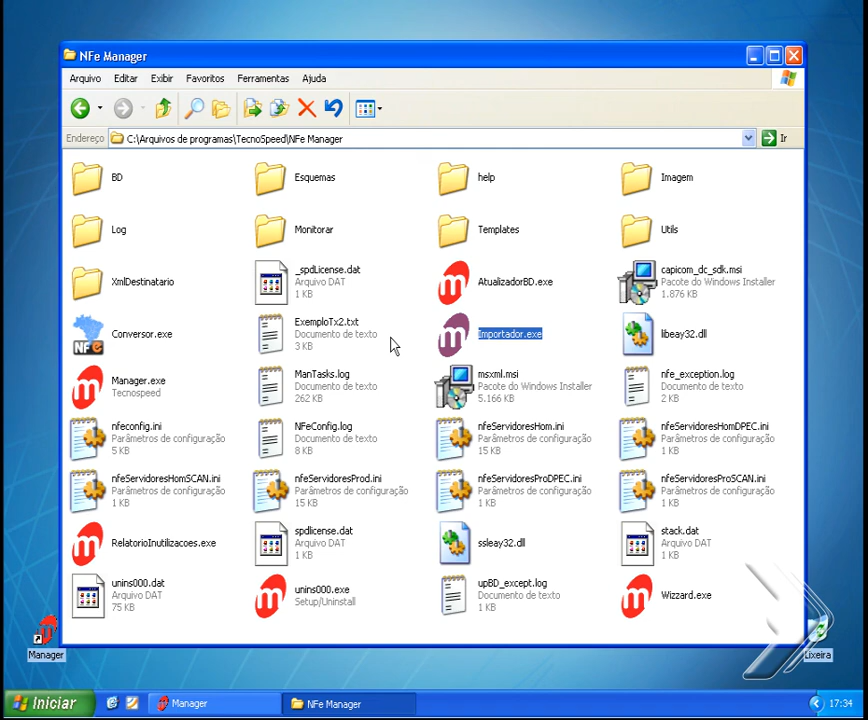 NFe Manager
Arquivo Editar Exibir Favoritos Ferramentas Ajuda
Endereço C:\Arquivos de programas\TecnoSpeed\NFe Manager Ir
BD
Esquemas
help
Imagem
Log
Monitorar
Templates
Utils
XmlDestinatario
_spdLicense.dat
Arquivo DAT
1 KB
AtualizadorBD.exe
capicom_dc_sdk.msi
Pacote do Windows Installer
1.876 KB
NFe
Conversor.exe
ExemploTx2.txt
Documento de texto
3 KB
m
Importador.exe
libeay32.dll
Manager.exe
Tecnospeed
ManTasks.log
Documento de texto
262 KB
msxml.msi
Pacote do Windows Installer
5.166 KB
nfe_exception.log
Documento de texto
2 KB
nfeconfig.ini
Parâmetros de configuração
5 KB
NFeConfig.log
Documento de texto
8 KB
nfeServidoresHom.ini
Parâmetros de configuração
15 KB
nfeServidoresHomDPEC.ini
Parâmetros de configuração
1 KB
nfeServidoresHomSCAN.ini
Parâmetros de configuração
1 KB
nfeServidoresProd.ini
Parâmetros de configuração
15 KB
nfeServidoresProDPEC.ini
Parâmetros de configuração
1 KB
nfeServidoresProSCAN.ini
Parâmetros de configuração
1 KB
RelatorioInutilizacoes.exe
spdlicense.dat
Arquivo DAT
1 KB
ssleay32.dll
stack.dat
Arquivo DAT
1 KB
unins000.dat
Arquivo DAT
75 KB
unins000.exe
Setup/Uninstall
upBD_except.log
Documento de texto
1 KB
Wizzard.exe
Manager
Lixeira
Iniciar
Manager
NFe Manager
17:34